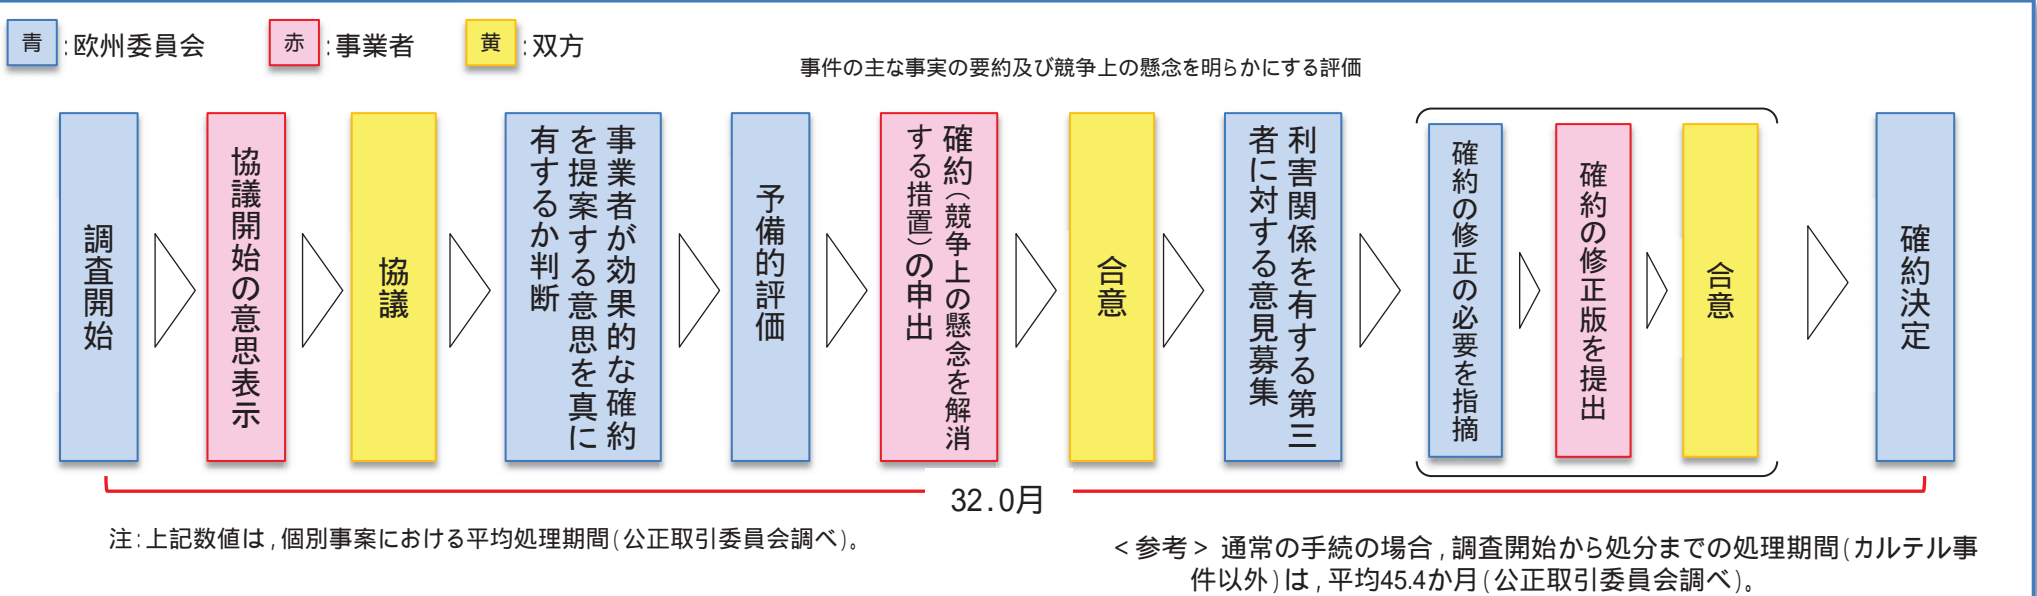 青:欧州委員会
赤:事業者
黄:双方
事件の主な事実の要約及び競争上の懸念を明らかにする評価
調査開始
協議開始の意思表示
協議
事業者が効果的な確約
を提案する意思を真に
有するか判断
予備的評価
確約(競争上の懸念を解消
する措置)の申出
合意
利害関係を有する第三
者に対する意見募集
確約の修正の必要を指摘
確約の修正版を提出
合意
確約決定
32.0月
注:上記数値は,個別事案における平均処理期間(公正取引委員会調べ)。
<参考> 通常の手続の場合,調査開始から処分までの処理期間(カルテル事
件以外)は,平均45.4か月(公正取引委員会調べ)。